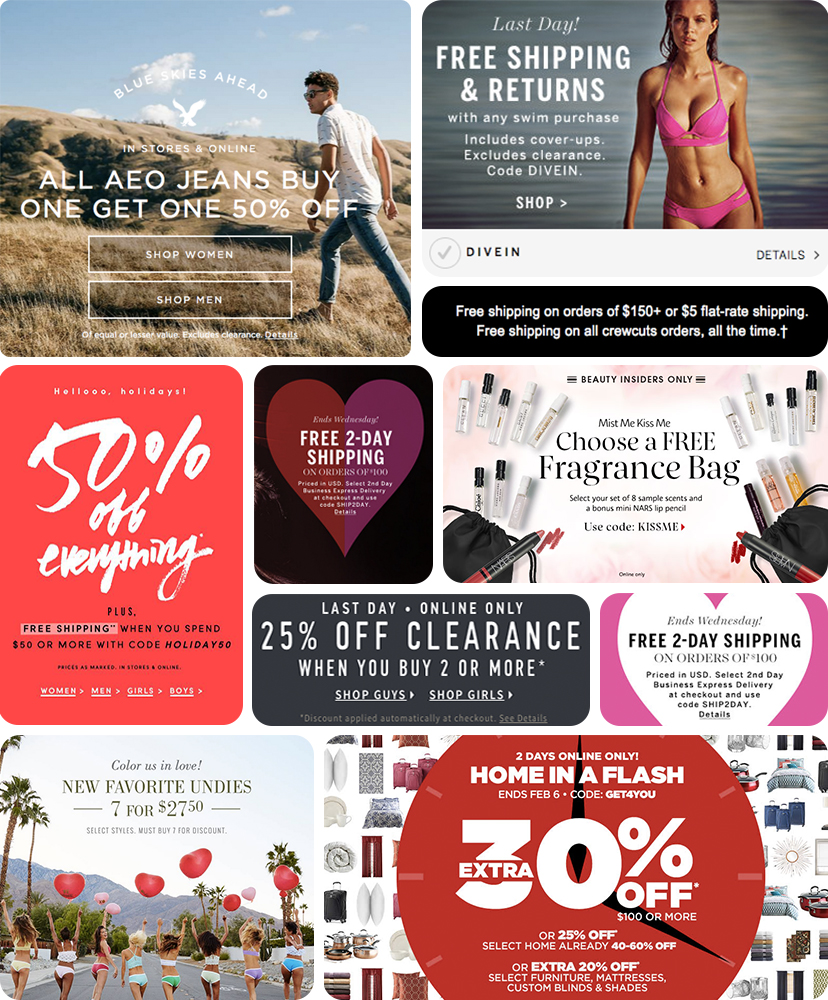 BLUE SKIES AHEAD
IN STORES & ONLINE
ALL AEO JEANS BUY
ONE GET ONE 50% OFF
SHOP WOMEN
SHOP MEN
Of equal or lesser value. Excludes clearance. Details
Last Day!
FREE SHIPPING
& RETURNS
with any swim purchase
Includes cover-ups.
Excludes clearance.
Code DIVEIN.
SHOP >
DIVEIN
DETAILS >
Free shipping on orders of $150+ or $5 flat-rate shipping.
Free shipping on all crewcuts orders, all the time.†
Hellooo, holidays!
50%
off
everything*
PLUS,
FREE SHIPPING** WHEN YOU SPEND
$50 OR MORE WITH CODE HOLIDAY50
PRICES AS MARKED. IN STORES & ONLINE.
WOMEN > MEN > GIRLS > BOYS >
Ends Wednesday!
FREE 2-DAY
SHIPPING
ON ORDERS OF $100
Priced in USD. Select 2nd Day
Business Express Delivery
at checkout and use
code SHIP2DAY.
Details
BEAUTY INSIDERS ONLY
Mist Me Kiss Me
Choose a FREE
Fragrance Bag
Select your set of 8 sample scents and
a bonus mini NARS lip pencil
Use code: KISSME
Online only
LAST DAY • ONLINE ONLY
25% OFF CLEARANCE
WHEN YOU BUY 2 OR MORE*
SHOP GUYS SHOP GIRLS
*Discount applied automatically at checkout. See Details
Ends Wednesday!
FREE 2-DAY SHIPPING
ON ORDERS OF $100
Priced in USD. Select 2nd Day
Business Express Delivery
at checkout and use
code SHIP2DAY.
Details
Color us in love!
NEW FAVORITE UNDIES
7 FOR $27.50
SELECT STYLES. MUST BUY 7 FOR DISCOUNT.
2 DAYS ONLINE ONLY!
HOME IN A FLASH
ENDS FEB 6 • CODE: GET4YOU
EXTRA 30% OFF*
$100 OR MORE
OR 25% OFF*
SELECT HOME ALREADY 40-60% OFF
OR EXTRA 20% OFF*
SELECT FURNITURE, MATTRESSES,
CUSTOM BLINDS & SHADES